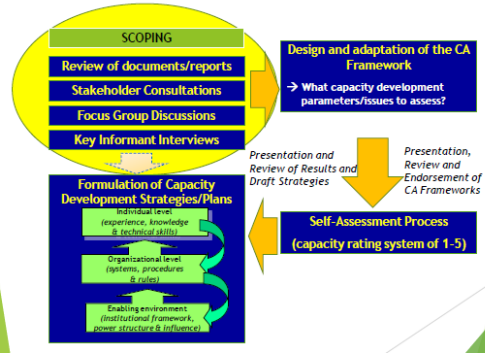 SCOPING
Review of documents/reports
Stakeholder Consultations
Focus Group Discussions
Key Informant Interviews
Design and adaptation of the CA
Framework
→ What capacity development
parameters/issues to assess?
Presentation and
Review of Results and
Draft Strategies
Presentation,
Review and
Endorsement of
CA Frameworks
Formulation of Capacity
Development Strategies/Plans
Individual level
(experience, knowledge
& technical skills)
Organizational level
(systems, procedures
& rules)
Enabling environment
(institutional framework,
power structure & influence)
Self-Assessment Process
(capacity rating system of 1-5)